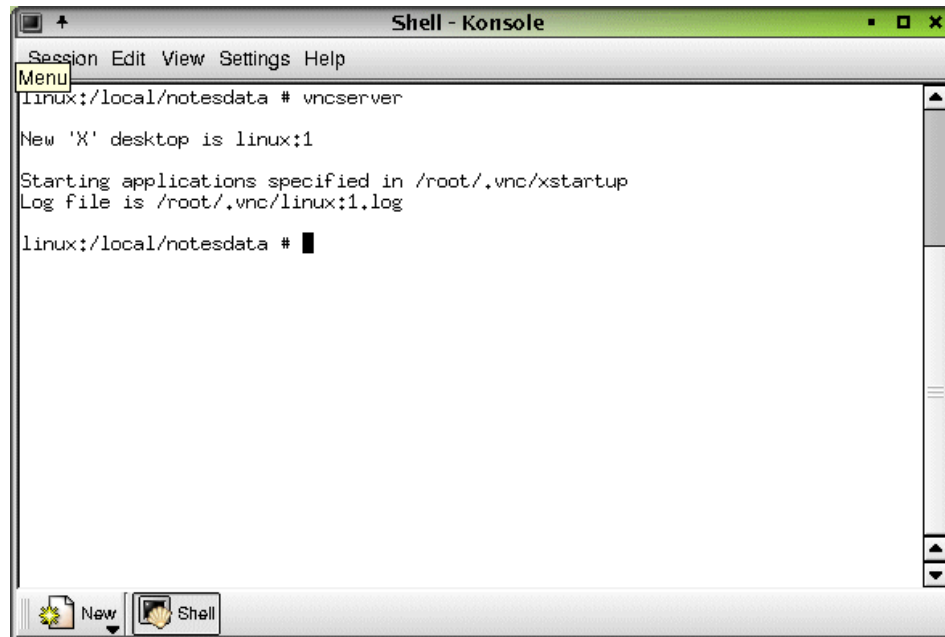 Shell - Konsole
Session Edit View Settings Help
Menu
linux:/local/notesdata # vncserver
New 'X' desktop is linux:1
Starting applications specified in /root/.vnc/xstartup
Log file is /root/.vnc/linux:1.log
linux:/local/notesdata #
New Shell